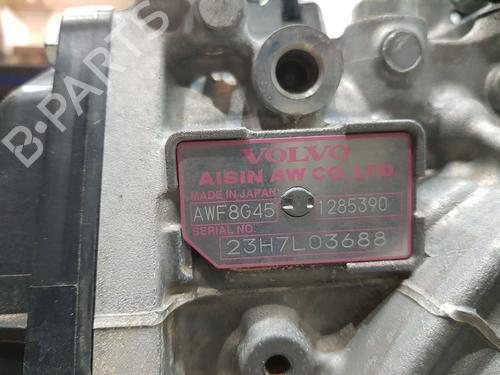 B-PARTS
VOLVO
AISIN AW CO.,LTD.
MADE IN JAPAN
AWF8G45 1285390
SERIAL NO.
23H7L03688